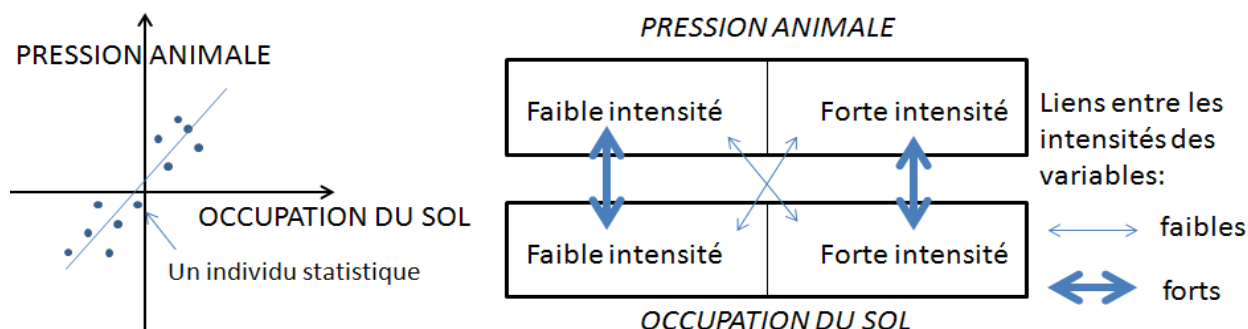 PRESSION ANIMALE
OCCUPATION DU SOL
Un individu statistique
PRESSION ANIMALE
Faible intensité
Forte intensité
Faible intensité
Forte intensité
OCCUPATION DU SOL
Liens entre les
intensités des
variables:
faibles
forts